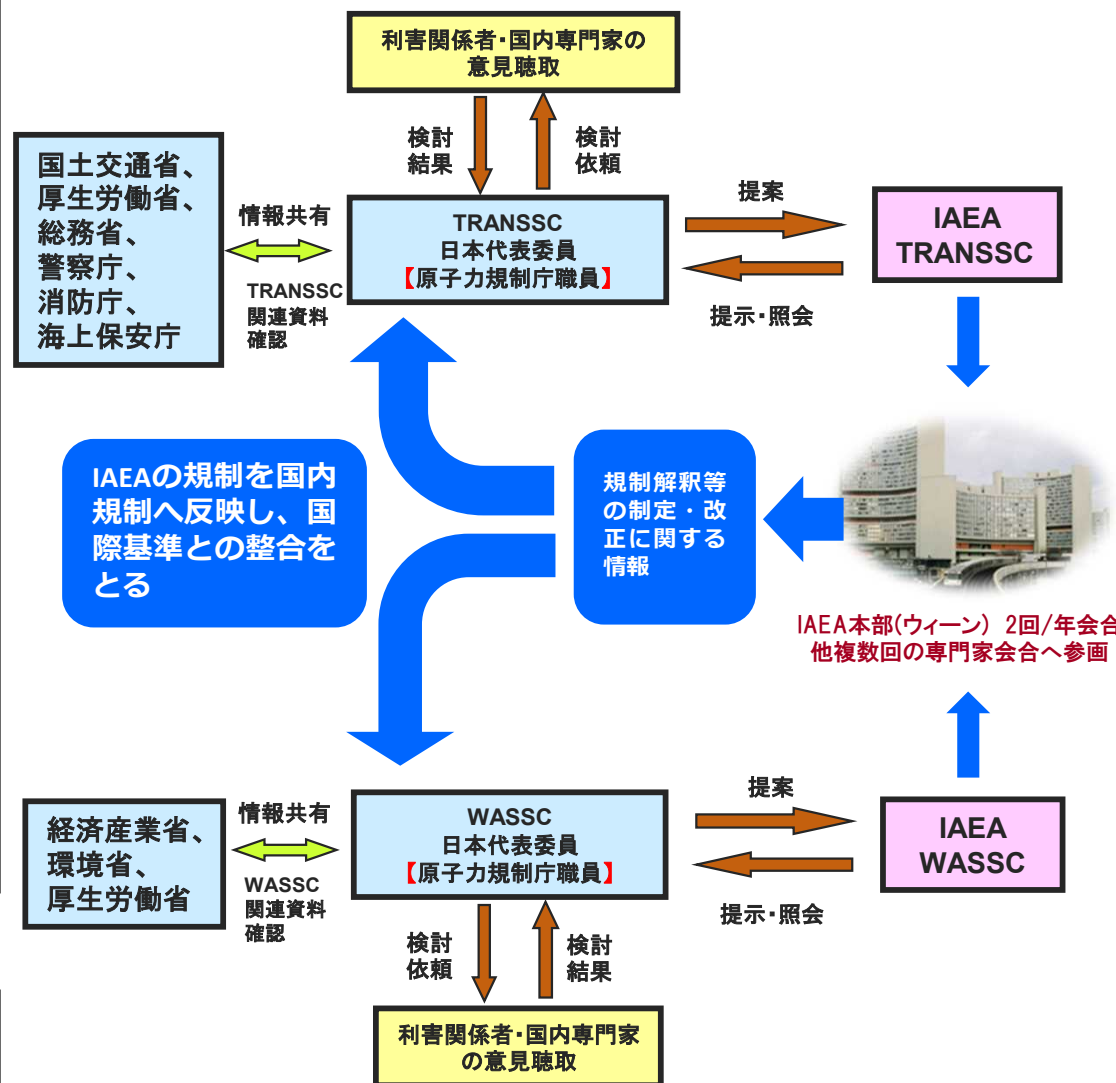 利害関係者・国内専門家の
意見聴取
検討
結果
検討
依頼
国土交通省、
厚生労働省、
総務省、
警察庁、
消防庁、
海上保安庁
情報共有
TRANSSC
関連資料
確認
TRANSSC
日本代表委員
【原子力規制庁職員】
提案
提示・照会
IAEA
TRANSSC
IAEAの規制を国内
規制へ反映し、国
際基準との整合を
とる
規制解釈等
の制定・改
正に関する
情報
IAEA本部(ウィーン) 2回/年会合
他複数回の専門家会合へ参画
経済産業省、
環境省、
厚生労働省
情報共有
WASSC
関連資料
確認
WASSC
日本代表委員
【原子力規制庁職員】
提案
提示・照会
IAEA
WASSC
検討
依頼
検討
結果
利害関係者・国内専門家
の意見聴取